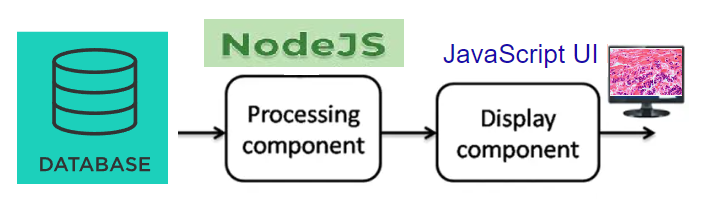 NodeJS
JavaScript UI
DATABASE
Processing
component
Display
component